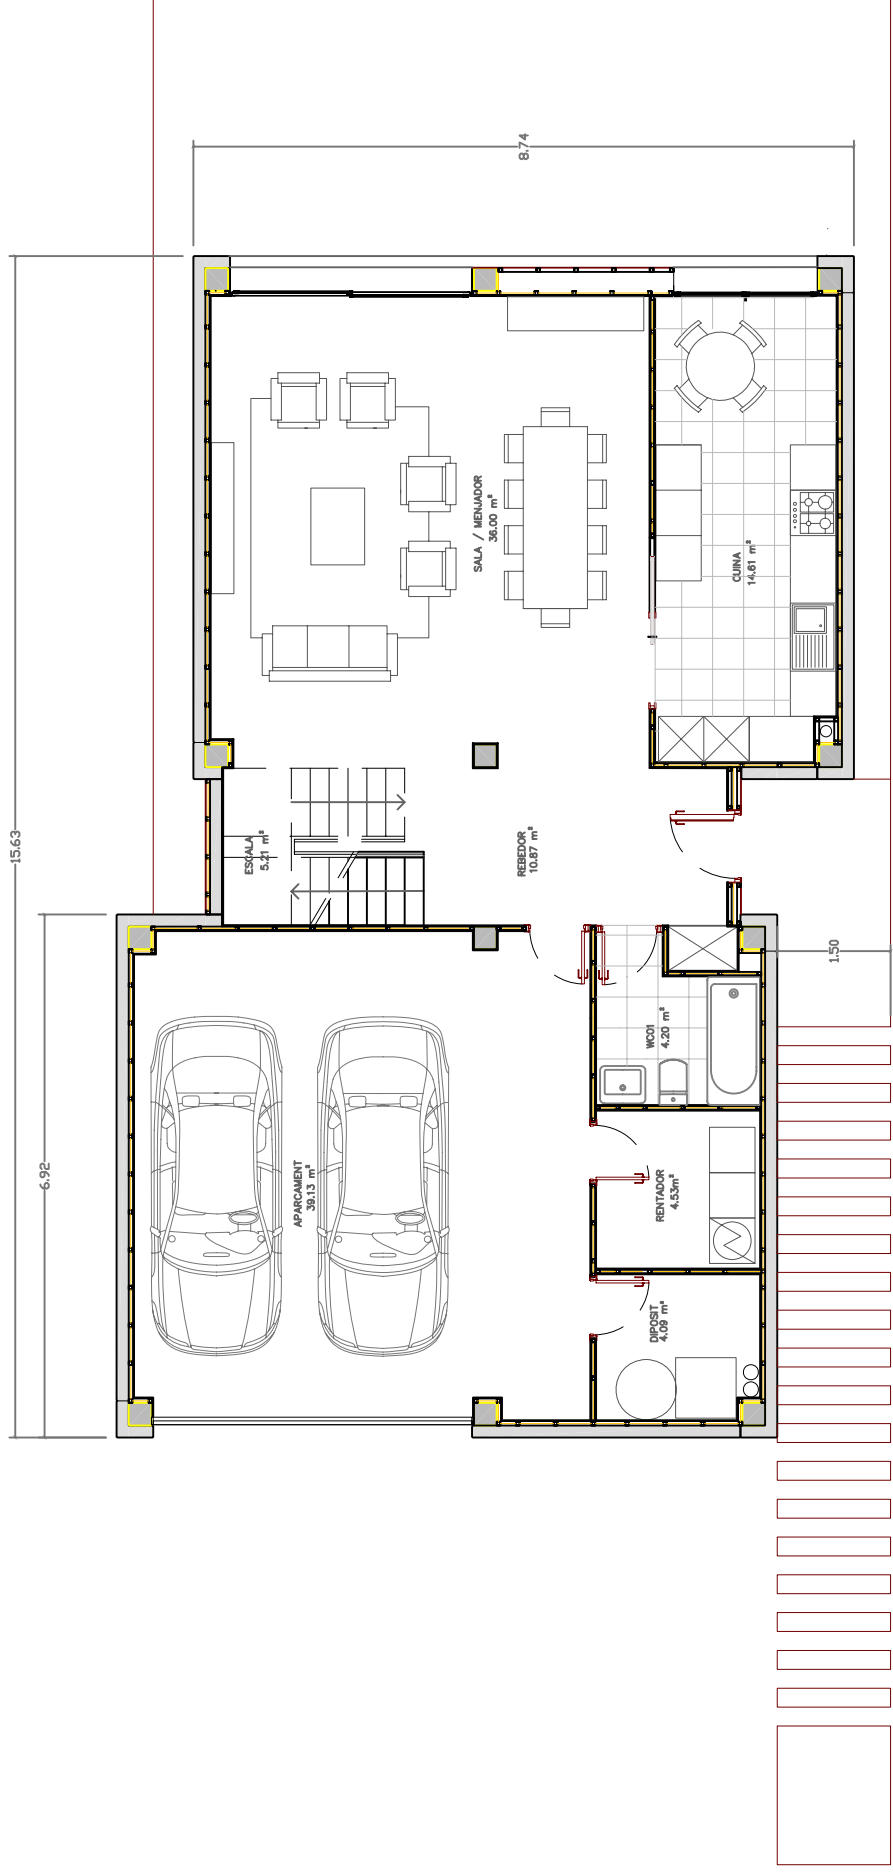 8.74
15.63
6.92
1.50
SALA / MENJADOR
36.00 m²
CUINA
14.61 m²
ESCALA
5.21 m²
REBEDOR
10.87 m²
WC01
4.20 m²
APARCAMENT
39.13 m²
RENTADOR
4.53m²
DIPOSIT
4.09 m²